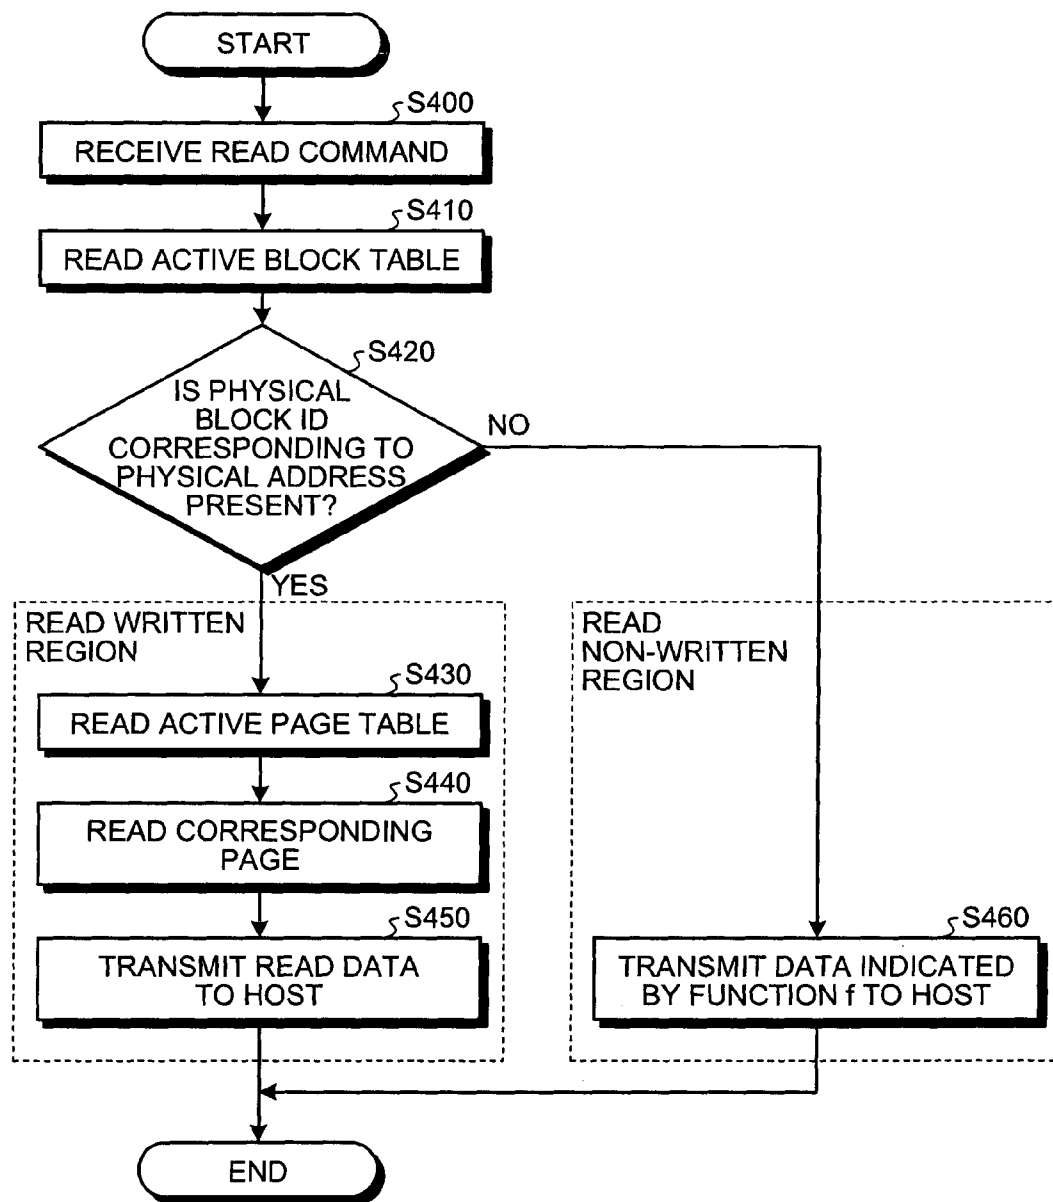 START
S400
RECEIVE READ COMMAND
S410
READ ACTIVE BLOCK TABLE
S420
IS PHYSICAL
BLOCK ID
CORRESPONDING TO
PHYSICAL ADDRESS
PRESENT?
NO
YES
READ WRITTEN
REGION
S430
READ ACTIVE PAGE TABLE
S440
READ CORRESPONDING
PAGE
S450
TRANSMIT READ DATA
TO HOST
READ
NON-WRITTEN
REGION
S460
TRANSMIT DATA INDICATED
BY FUNCTION f TO HOST
END